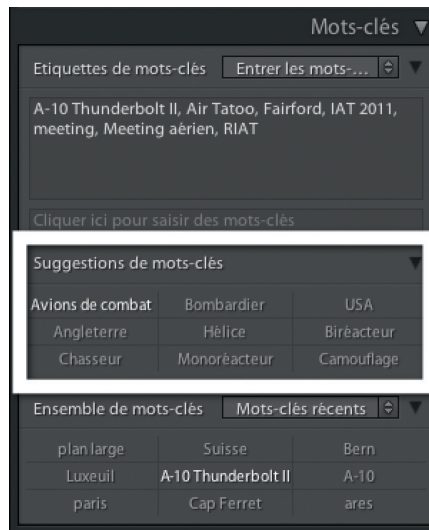 Mots-clés
Etiquettes de mots-clés Entrer les mots-...
A-10 Thunderbolt II, Air Tatoo, Fairford, IAT 2011,
meeting, Meeting aérien, RIAT
Cliquer ici pour saisir des mots-clés
Suggestions de mots-clés
Avions de combat Bombardier USA
Angleterre Hélice Biréacteur
Chasseur Monoréacteur Camouflage
Ensemble de mots-clés Mots-clés récents
plan large Suisse Bern
Luxeuil A-10 Thunderbolt II A-10
paris Cap Ferret ares